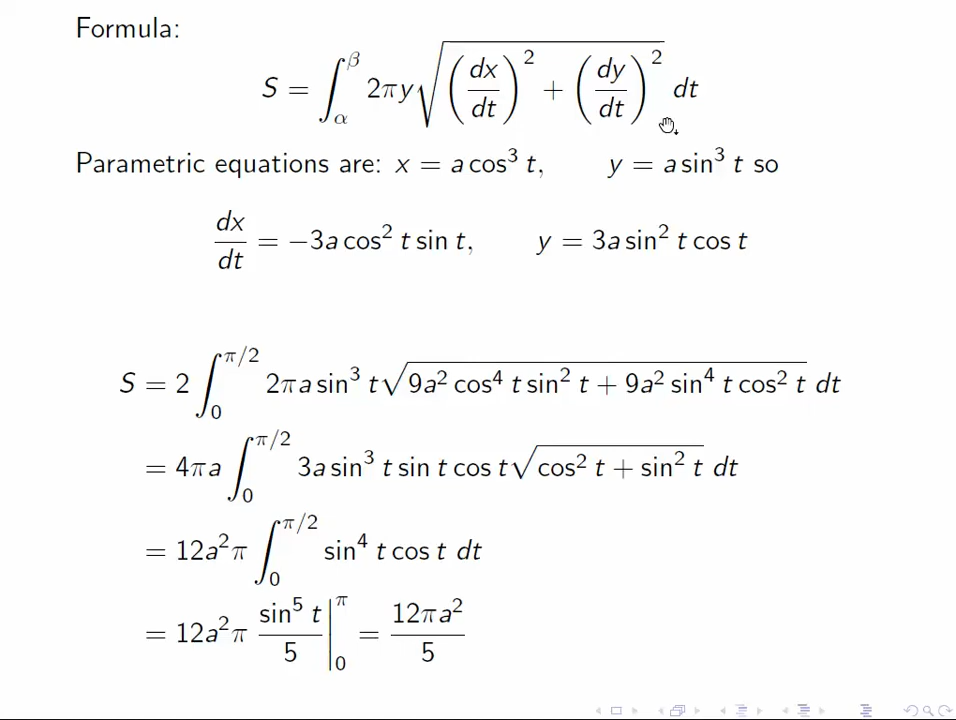 Formula:
S = ∫_α^β 2πy √((dx/dt)² + (dy/dt)²) dt
Parametric equations are: x = a cos³ t, y = a sin³ t so
dx/dt = −3a cos² t sin t, y = 3a sin² t cos t
S = 2 ∫_0^{π/2} 2πa sin³ t √(9a² cos⁴ t sin² t + 9a² sin⁴ t cos² t) dt
= 4πa ∫_0^{π/2} 3a sin³ t sin t cos t √(cos² t + sin² t) dt
= 12a²π ∫_0^{π/2} sin⁴ t cos t dt
= 12a²π sin⁵ t / 5 |_0^π = 12πa² / 5